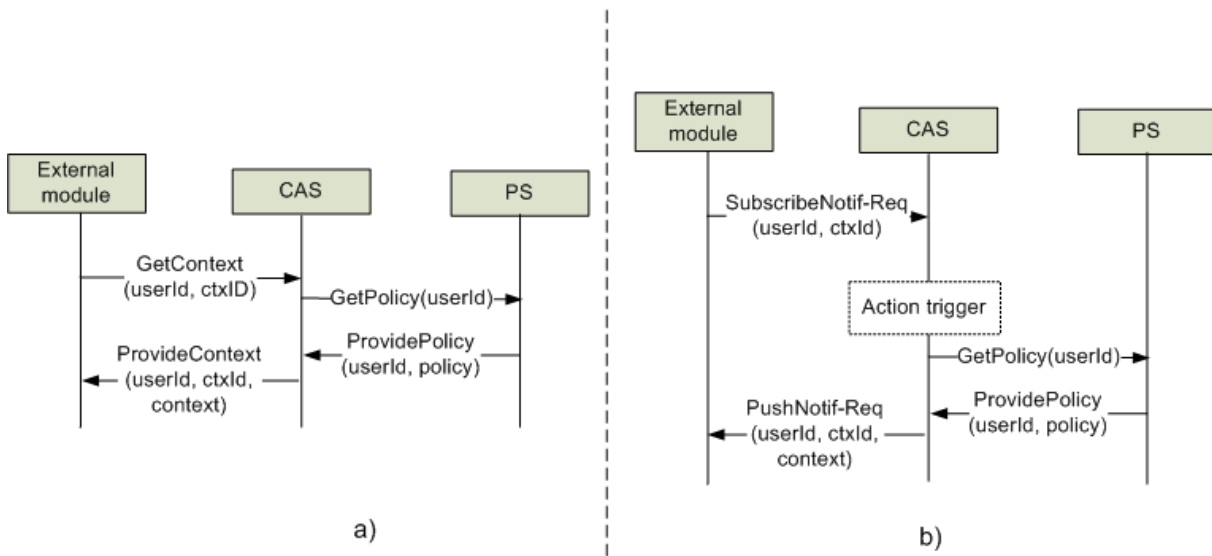 External
module
CAS
PS
GetContext
(userId, ctxID)
GetPolicy(userId)
ProvidePolicy
(userId, policy)
ProvideContext
(userId, ctxId,
context)
a)
External
module
CAS
PS
SubscribeNotif-Req
(userId, ctxId)
Action trigger
GetPolicy(userId)
ProvidePolicy
(userId, policy)
PushNotif-Req
(userId, ctxId,
context)
b)